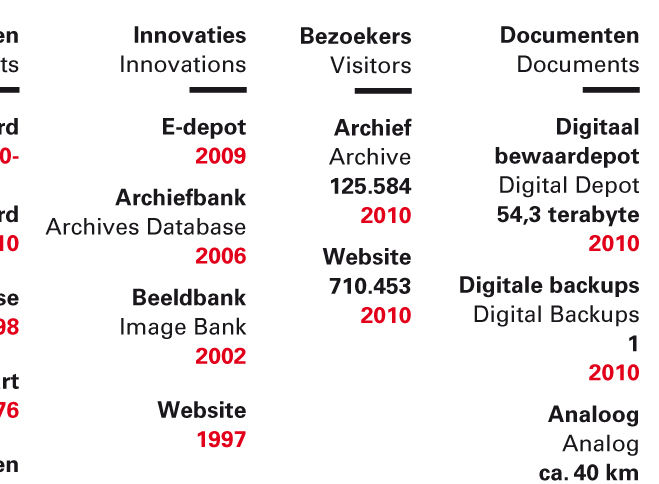 en
ts
rd
0-
rd
10
se
98
rt
76
en
Innovaties
Innovations
E-depot
2009
Archiefbank
Archives Database
2006
Beeldbank
Image Bank
2002
Website
1997
Bezoekers
Visitors
Archief
Archive
125.584
2010
Website
710.453
2010
Documenten
Documents
Digitaal
bewaardepot
Digital Depot
54,3 terabyte
2010
Digitale backups
Digital Backups
1
2010
Analoog
Analog
ca. 40 km